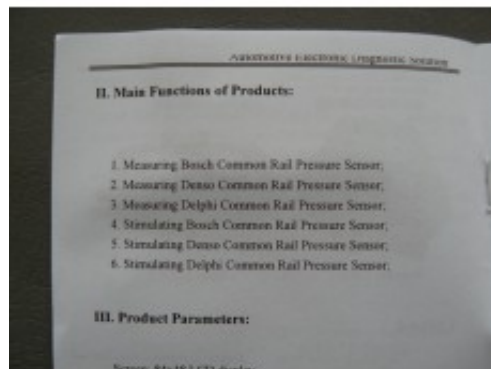 Automotive Electronic Diagnostic Solution
II. Main Functions of Products:
1. Measuring Bosch Common Rail Pressure Sensor;
2. Measuring Denso Common Rail Pressure Sensor;
3. Measuring Delphi Common Rail Pressure Sensor;
4. Stimulating Bosch Common Rail Pressure Sensor;
5. Stimulating Denso Common Rail Pressure Sensor;
6. Stimulating Delphi Common Rail Pressure Sensor;
III. Product Parameters: